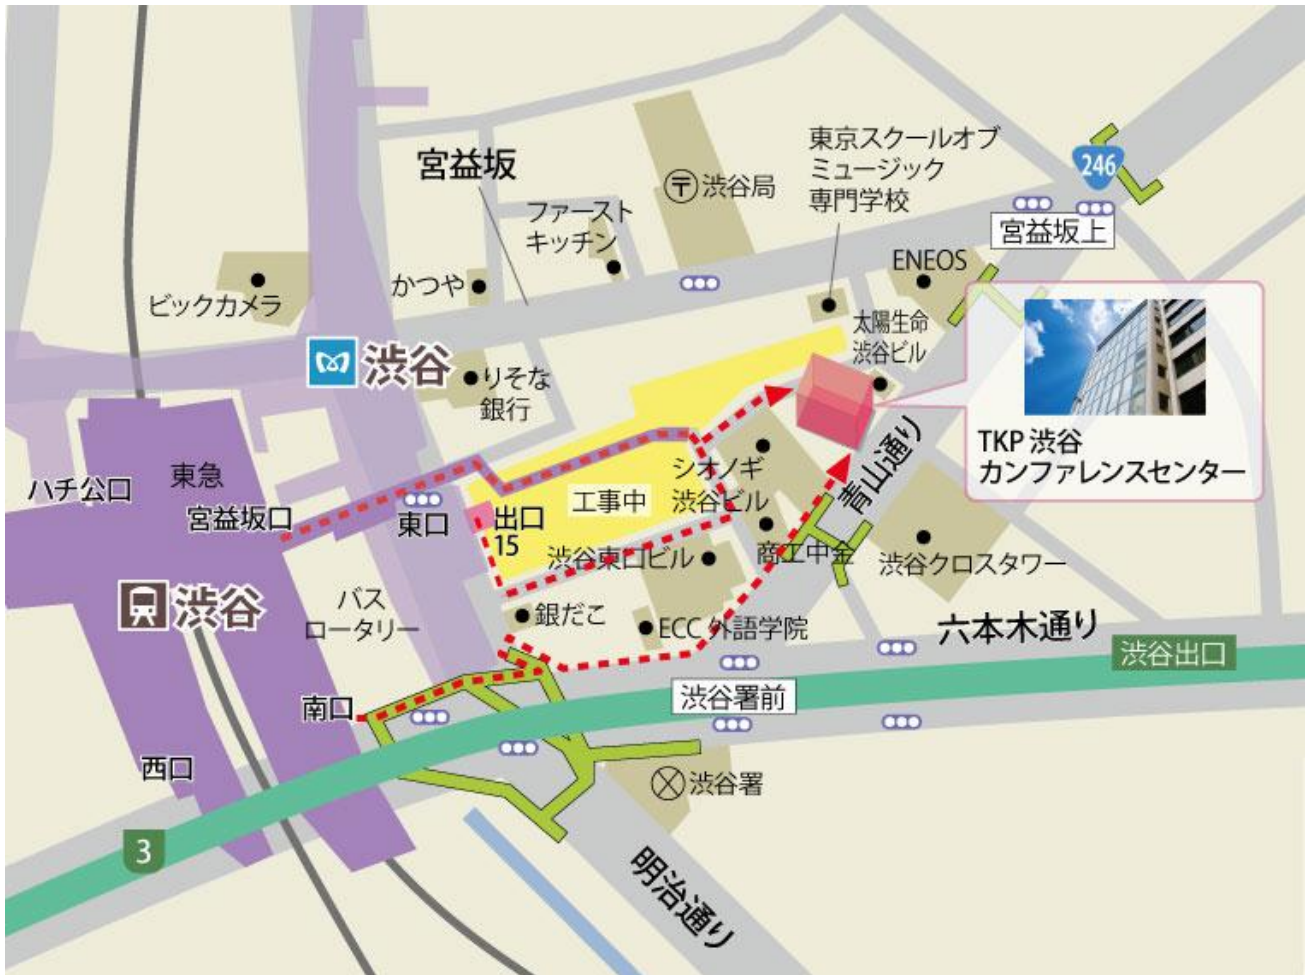 246
東京スクールオブ
ミュージック
専門学校
宮益坂
〒渋谷局
ファースト
キッチン
宮益坂上
ENEOS
かつや
ビックカメラ
太陽生命
渋谷ビル
渋谷
りそな
銀行
TKP 渋谷
カンファレンスセンター
青山通り
シオノギ
渋谷ビル
ハチ公口
東急
宮益坂口
東口
出口
15
工事中
渋谷東口ビル
商工中金
渋谷クロスタワー
渋谷
バス
ロータリー
銀だこ
ECC 外語学院
六本木通り
渋谷出口
南口
渋谷署前
西口
渋谷署
3
明治通り